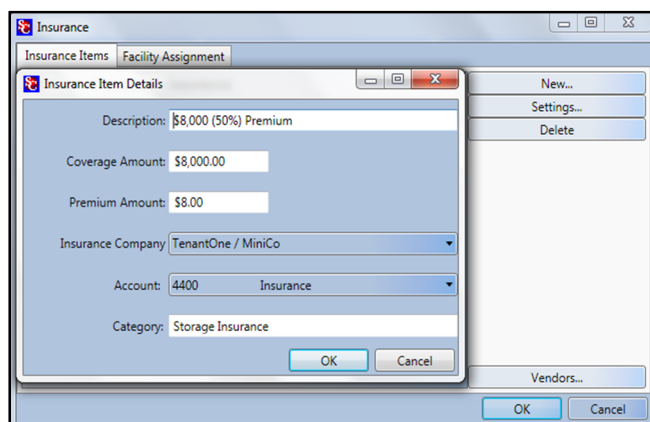 Insurance
Insurance Items Facility Assignment
Insurance Item Details
New...
Settings...
Delete
Description: $8,000 (50%) Premium
Coverage Amount: $8,000.00
Premium Amount: $8.00
Insurance Company TenantOne / MiniCo
Account: 4400 Insurance
Category: Storage Insurance
OK Cancel
Vendors...
OK Cancel